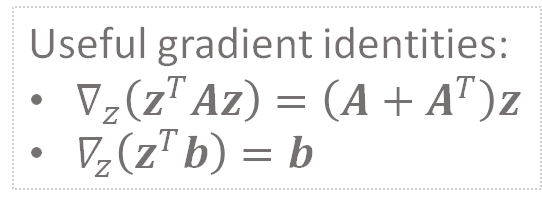 Useful gradient identities:
• ∇_z(z^T Az) = (A + A^T)z
• ∇_z(z^T b) = b